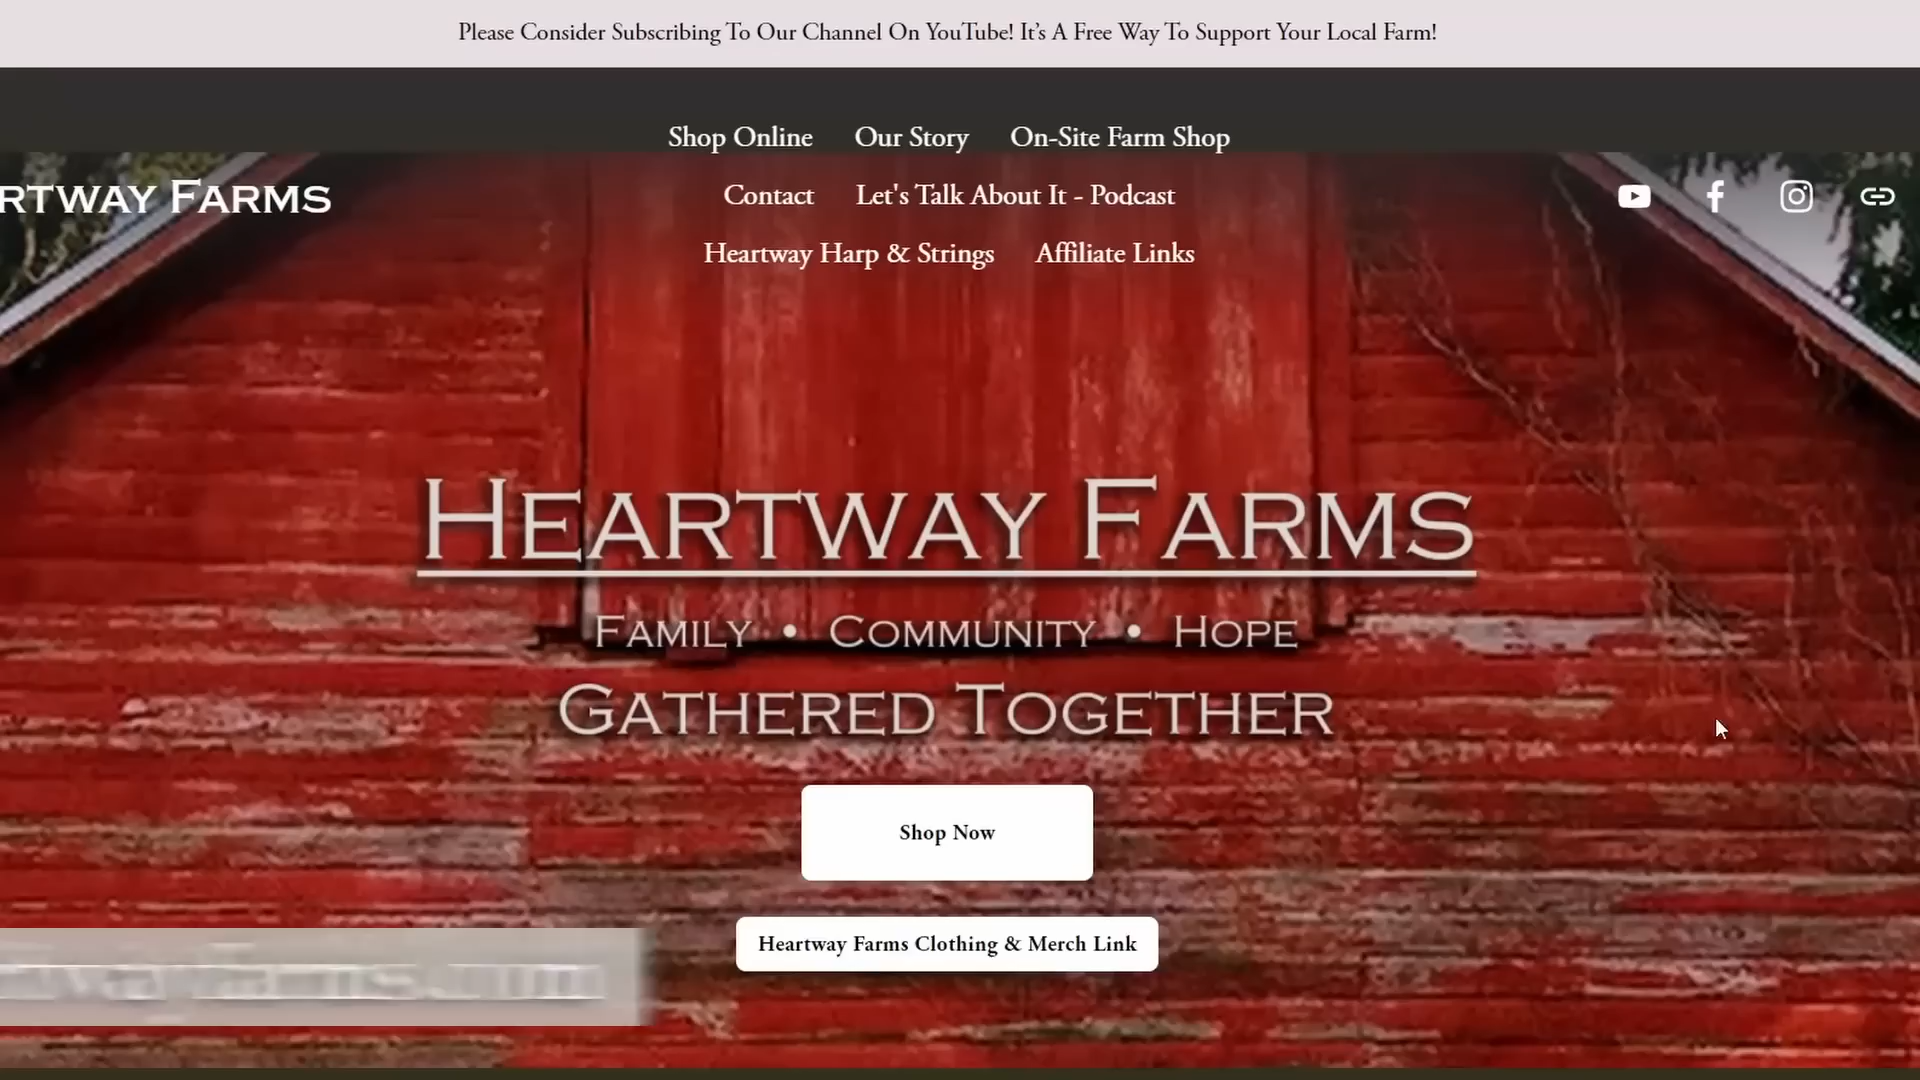 Please Consider Subscribing To Our Channel On YouTube! It's A Free Way To Support Your Local Farm!
Shop Online Our Story On-Site Farm Shop
RTWAY FARMS
Contact Let's Talk About It - Podcast
Heartway Harp & Strings Affiliate Links
HEARTWAY FARMS
FAMILY • COMMUNITY • HOPE
GATHERED TOGETHER
Shop Now
Heartway Farms Clothing & Merch Link